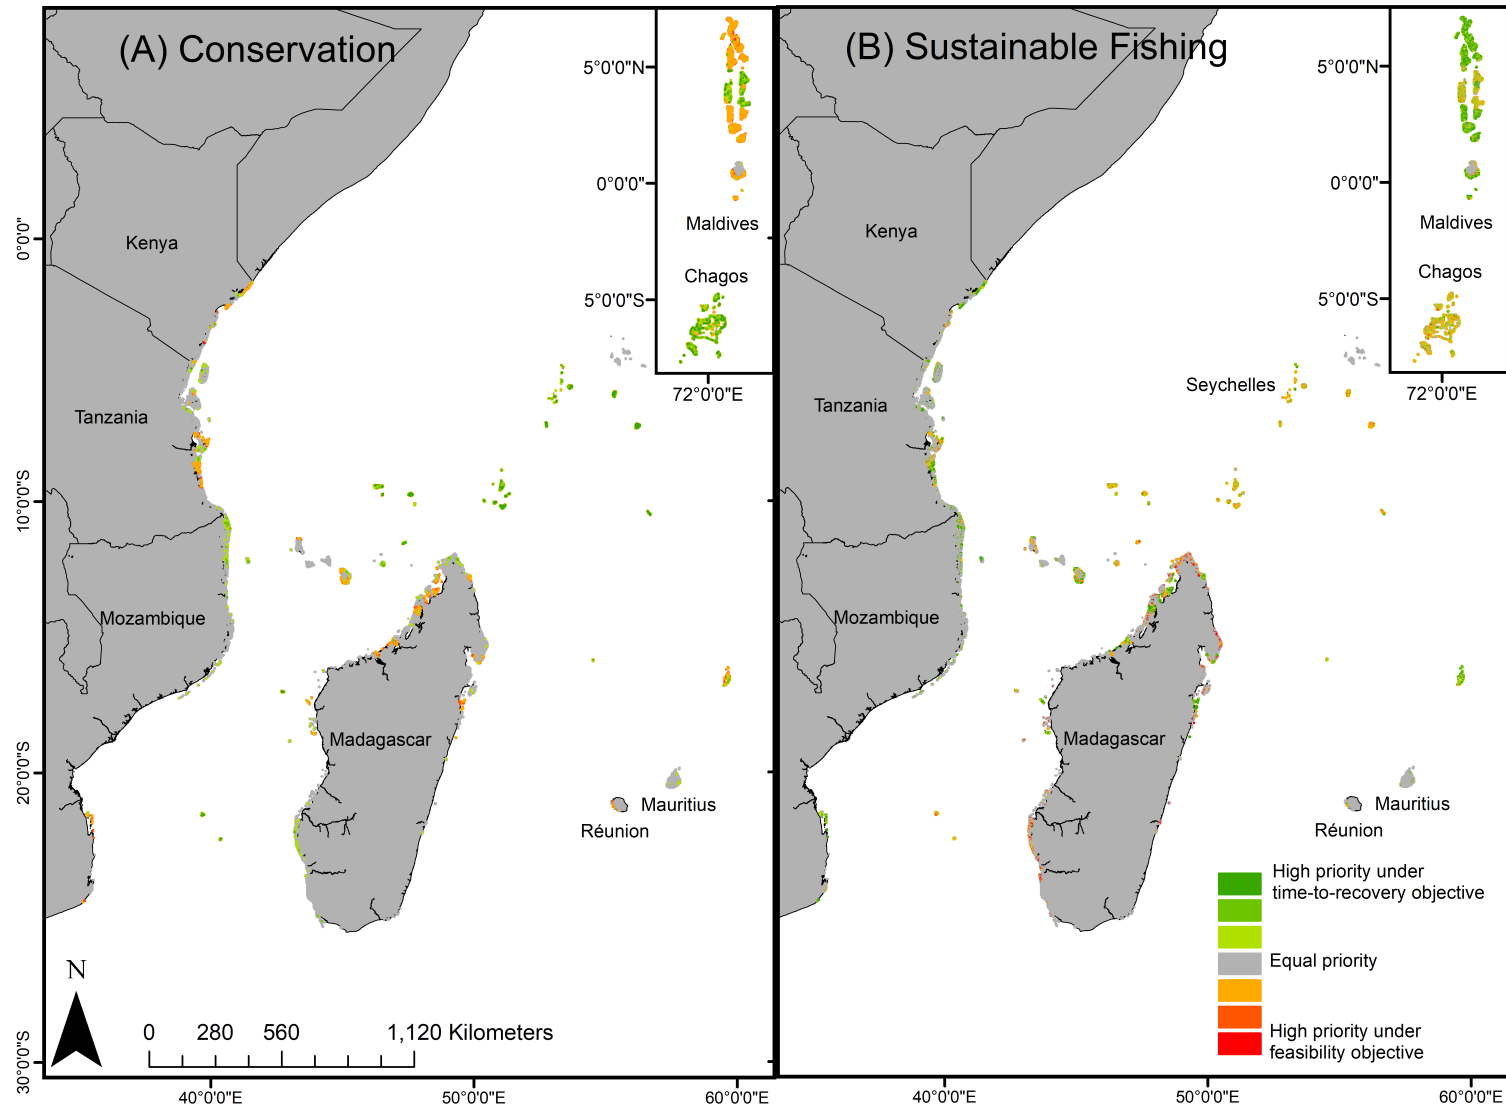 (A) Conservation
5°0'0"N
0°0'0"
Maldives
Chagos
5°0'0"S
72°0'0"E
Kenya
Tanzania
Mozambique
Madagascar
Mauritius
Réunion
0°0'0"
10°0'0"S
20°0'0"S
30°0'0"S
N
0 280 560 1,120 Kilometers
40°0'0"E 50°0'0"E 60°0'0"E
(B) Sustainable Fishing
5°0'0"N
0°0'0"
Maldives
Chagos
5°0'0"S
72°0'0"E
Kenya
Seychelles
Tanzania
Mozambique
Madagascar
Mauritius
Réunion
High priority under
time-to-recovery objective
Equal priority
High priority under
feasibility objective
40°0'0"E 50°0'0"E 60°0'0"E